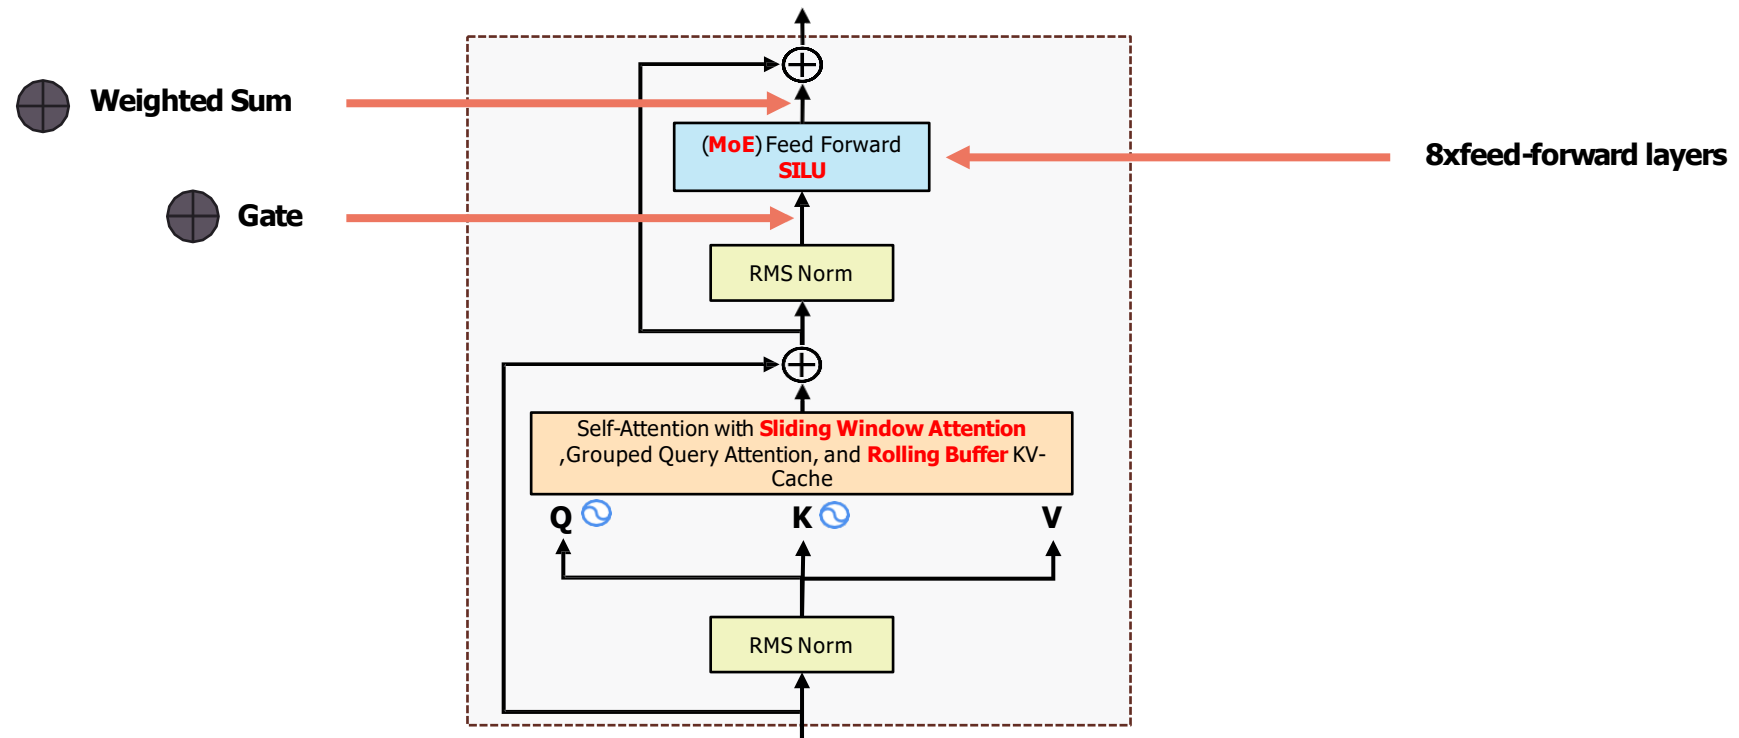 Weighted Sum
(MoE) Feed Forward
SILU
8xfeed-forward layers
Gate
RMS Norm
Self-Attention with Sliding Window Attention
,Grouped Query Attention, and Rolling Buffer KV-
Cache
Q K V
RMS Norm